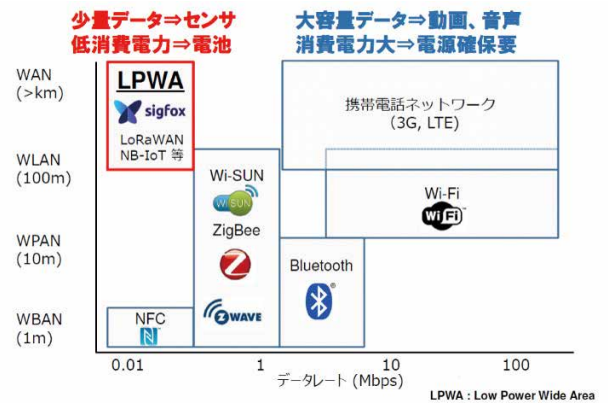 少量データ⇒センサ
低消費電力⇒電池
大容量データ⇒動画、音声
消費電力大⇒電源確保要
WAN
(>km)
LPWA
sigfox
LoRaWAN
NB-IoT 等
携帯電話ネットワーク
(3G, LTE)
WLAN
(100m)
Wi-SUN
Wi SUN
ZigBee
Wi-Fi
Wi Fi
WPAN
(10m)
Bluetooth
Z WAVE
WBAN
(1m)
NFC
0.01
1
10
100
データレート (Mbps)
LPWA : Low Power Wide Area